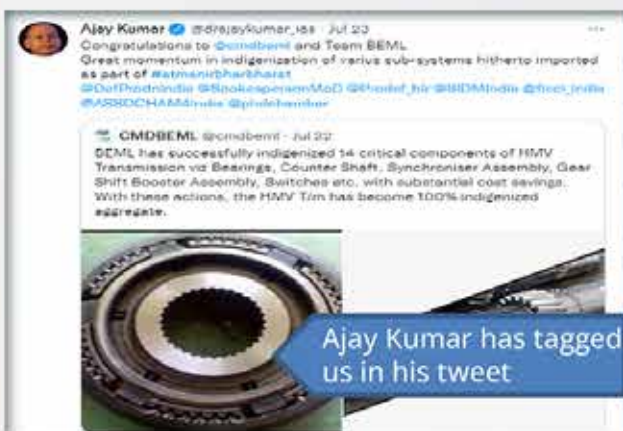 Ajay Kumar @drajaykumar_ias · Jul 23
Congratulations to @cmdbeml and Team BEML
Great momentum in indigenization of varius sub-systems hitherto imported
as part of #atmanirbharbharat
@DefProdnIndia @SpokespersonMoD @Prodef_blr @SIDMIndia @ficci_india
@ASSOCHAM4India @phdchamber
CMDBEML @cmdbeml · Jul 22
BEML has successfully indigenized 14 critical components of HMV
Transmission viz Bearings, Counter Shaft, Synchroniser Assembly, Gear
Shift Booster Assembly, Switches etc. with substantial cost savings.
With these actions, the HMV T/m has become 100% indigenized
aggregate.
Ajay Kumar has tagged
us in his tweet